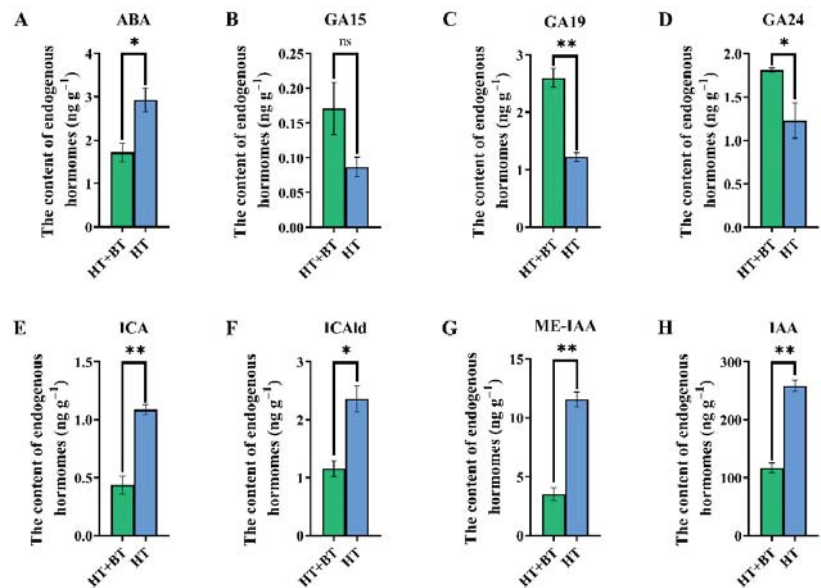 A
ABA
The content of endogenous
hormomes (ng g⁻¹)
4
3
2
1
0
*
HT+BT
HT
B
GA15
The content of endogenous
hormomes (ng g⁻¹)
0.25
0.20
0.15
0.10
0.05
0.00
ns
HT+BT
HT
C
GA19
The content of endogenous
hormomes (ng g⁻¹)
3
2
1
0
**
HT+BT
HT
D
GA24
The content of endogenous
hormomes (ng g⁻¹)
2.0
1.5
1.0
0.5
0.0
*
HT+BT
HT
E
ICA
The content of endogenous
hormomes (ng g⁻¹)
1.5
1.0
0.5
0.0
**
HT+BT
HT
F
ICAld
The content of endogenous
hormomes (ng g⁻¹)
3
2
1
0
*
HT+BT
HT
G
ME-IAA
The content of endogenous
hormomes (ng g⁻¹)
15
10
5
0
**
HT+BT
HT
H
IAA
The content of endogenous
hormomes (ng g⁻¹)
300
200
100
0
**
HT+BT
HT